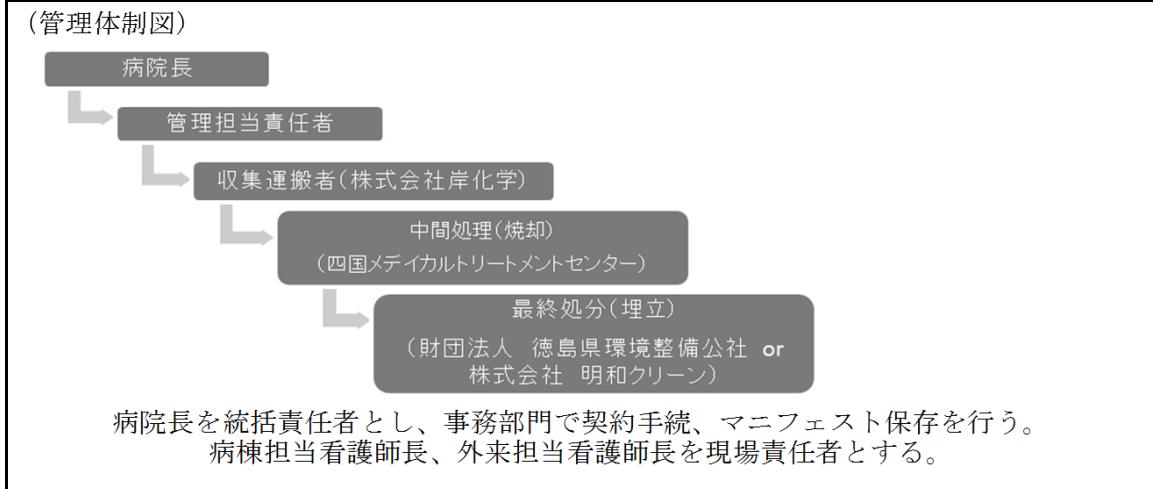 （管理体制図）
病院長
管理担当責任者
収集運搬者（株式会社岸化学）
中間処理（焼却）
（四国メデイカルトリートメントセンター）
最終処分（埋立）
（財団法人　徳島県環境整備公社　or
株式会社　明和クリーン）
病院長を統括責任者とし、事務部門で契約手続、マニフェスト保存を行う。
病棟担当看護師長、外来担当看護師長を現場責任者とする。